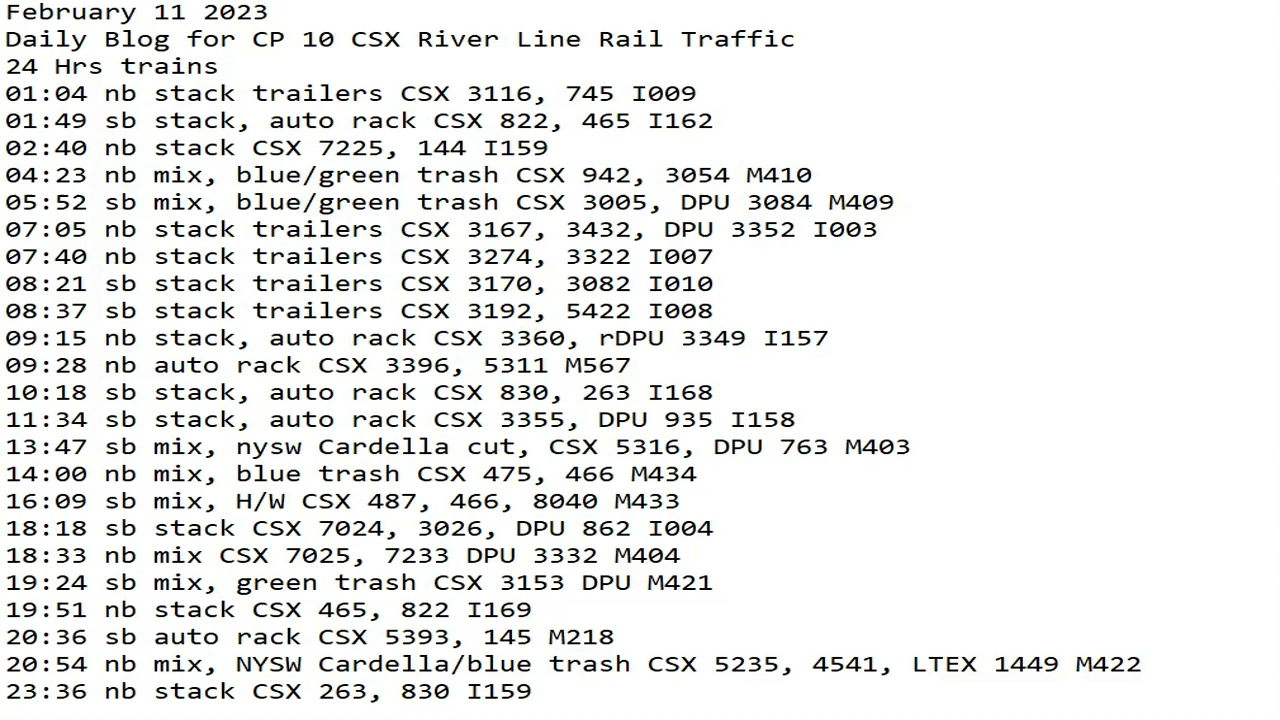 February 11 2023
Daily Blog for CP 10 CSX River Line Rail Traffic
24 Hrs trains
01:04 nb stack trailers CSX 3116, 745 I009
01:49 sb stack, auto rack CSX 822, 465 I162
02:40 nb stack CSX 7225, 144 I159
04:23 nb mix, blue/green trash CSX 942, 3054 M410
05:52 sb mix, blue/green trash CSX 3005, DPU 3084 M409
07:05 nb stack trailers CSX 3167, 3432, DPU 3352 I003
07:40 nb stack trailers CSX 3274, 3322 I007
08:21 sb stack trailers CSX 3170, 3082 I010
08:37 sb stack trailers CSX 3192, 5422 I008
09:15 nb stack, auto rack CSX 3360, rDPU 3349 I157
09:28 nb auto rack CSX 3396, 5311 M567
10:18 sb stack, auto rack CSX 830, 263 I168
11:34 sb stack, auto rack CSX 3355, DPU 935 I158
13:47 sb mix, nysw Cardella cut, CSX 5316, DPU 763 M403
14:00 nb mix, blue trash CSX 475, 466 M434
16:09 sb mix, H/W CSX 487, 466, 8040 M433
18:18 sb stack CSX 7024, 3026, DPU 862 I004
18:33 nb mix CSX 7025, 7233 DPU 3332 M404
19:24 sb mix, green trash CSX 3153 DPU M421
19:51 nb stack CSX 465, 822 I169
20:36 sb auto rack CSX 5393, 145 M218
20:54 nb mix, NYSW Cardella/blue trash CSX 5235, 4541, LTEX 1449 M422
23:36 nb stack CSX 263, 830 I159